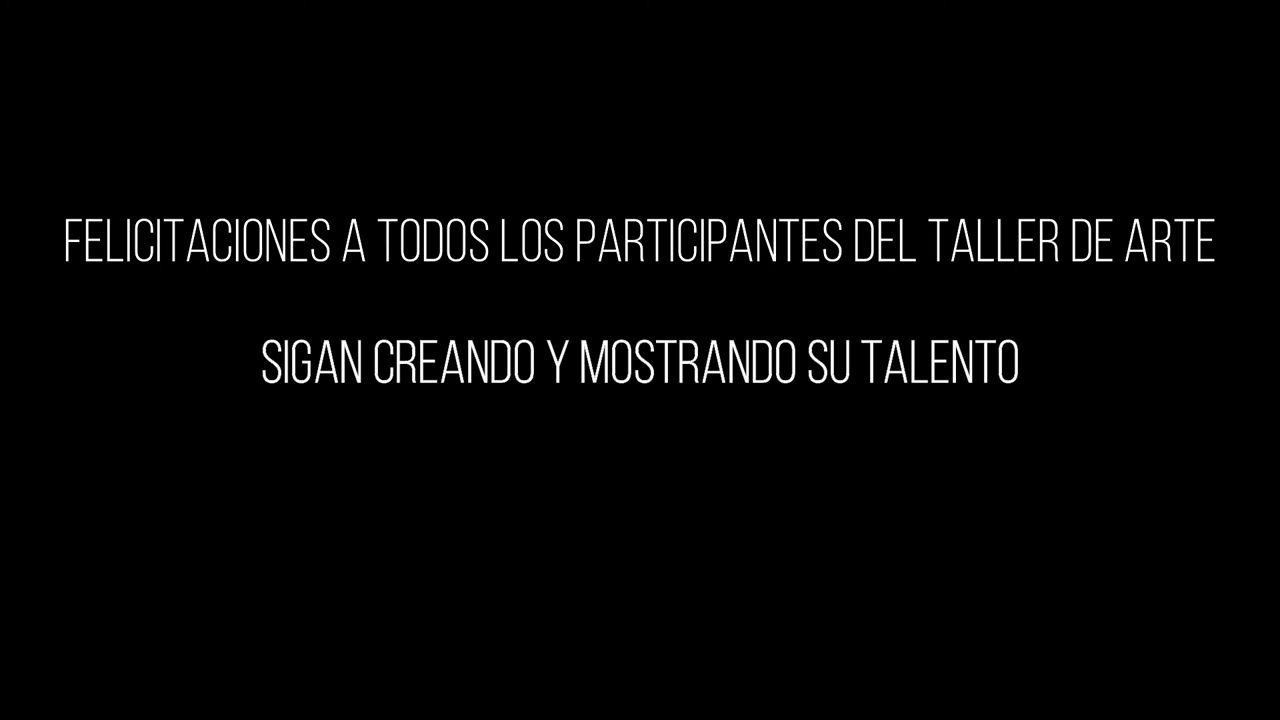 FELICITACIONES A TODOS LOS PARTICIPANTES DEL TALLER DE ARTE
SIGAN CREANDO Y MOSTRANDO SU TALENTO